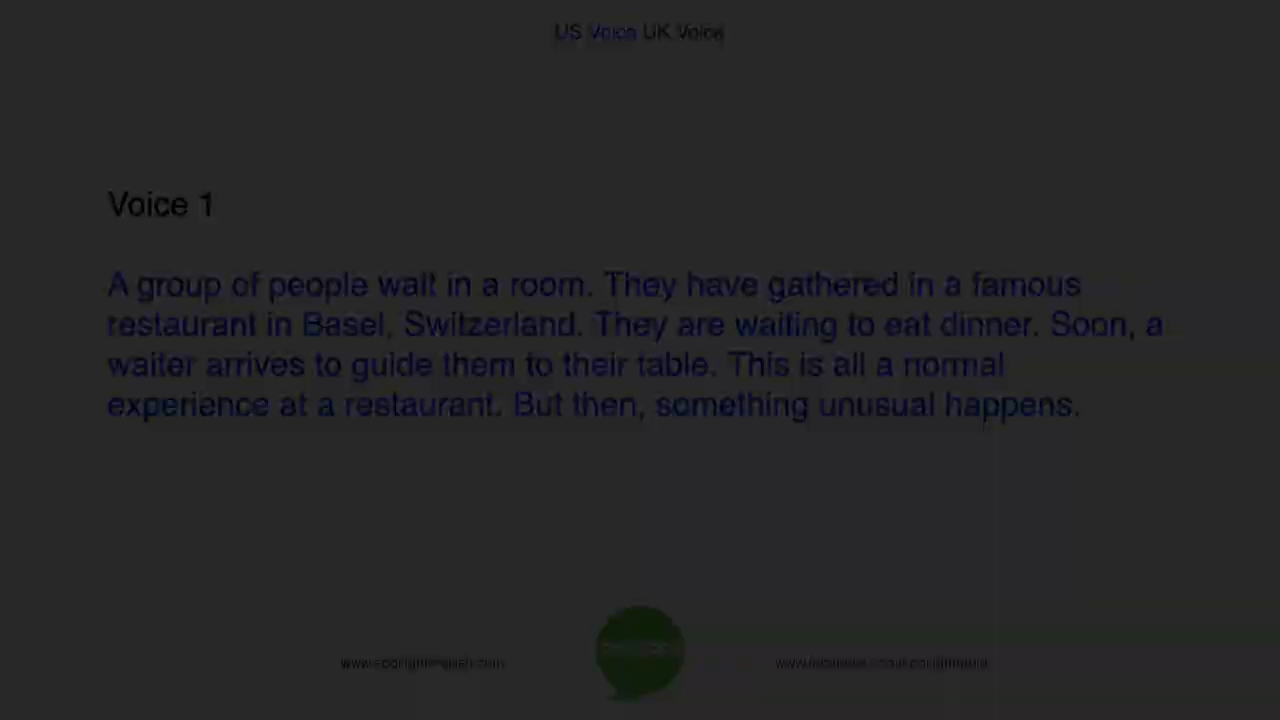 US Voice UK Voice
Voice 1
A group of people wait in a room. They have gathered in a famous
restaurant in Basel, Switzerland. They are waiting to eat dinner. Soon, a
waiter arrives to guide them to their table. This is all a normal
experience at a restaurant. But then, something unusual happens.